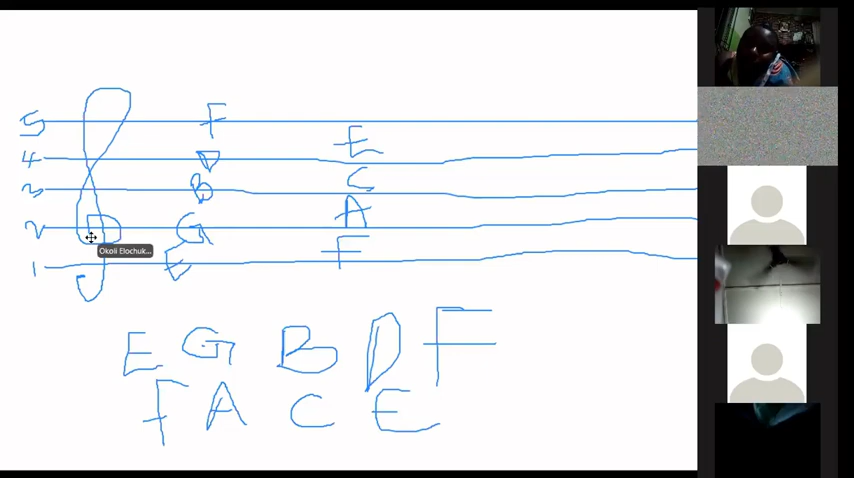 5 F
E
4 D
C
3 B
A
2 G
Okoli Elochuk...
F
1 E
E G B D F
F A C E